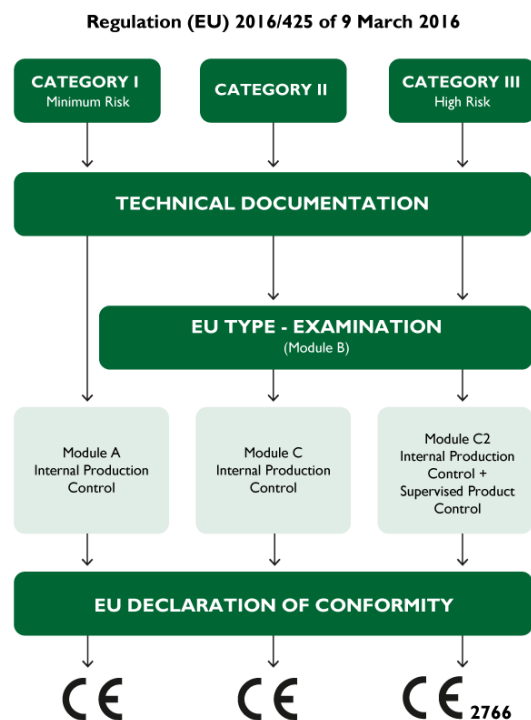 Regulation (EU) 2016/425 of 9 March 2016
CATEGORY I
Minimum Risk
CATEGORY II
CATEGORY III
High Risk
TECHNICAL DOCUMENTATION
EU TYPE - EXAMINATION
(Module B)
Module A
Internal Production
Control
Module C
Internal Production
Control
Module C2
Internal Production
Control +
Supervised Product
Control
EU DECLARATION OF CONFORMITY
CE
CE
CE 2766